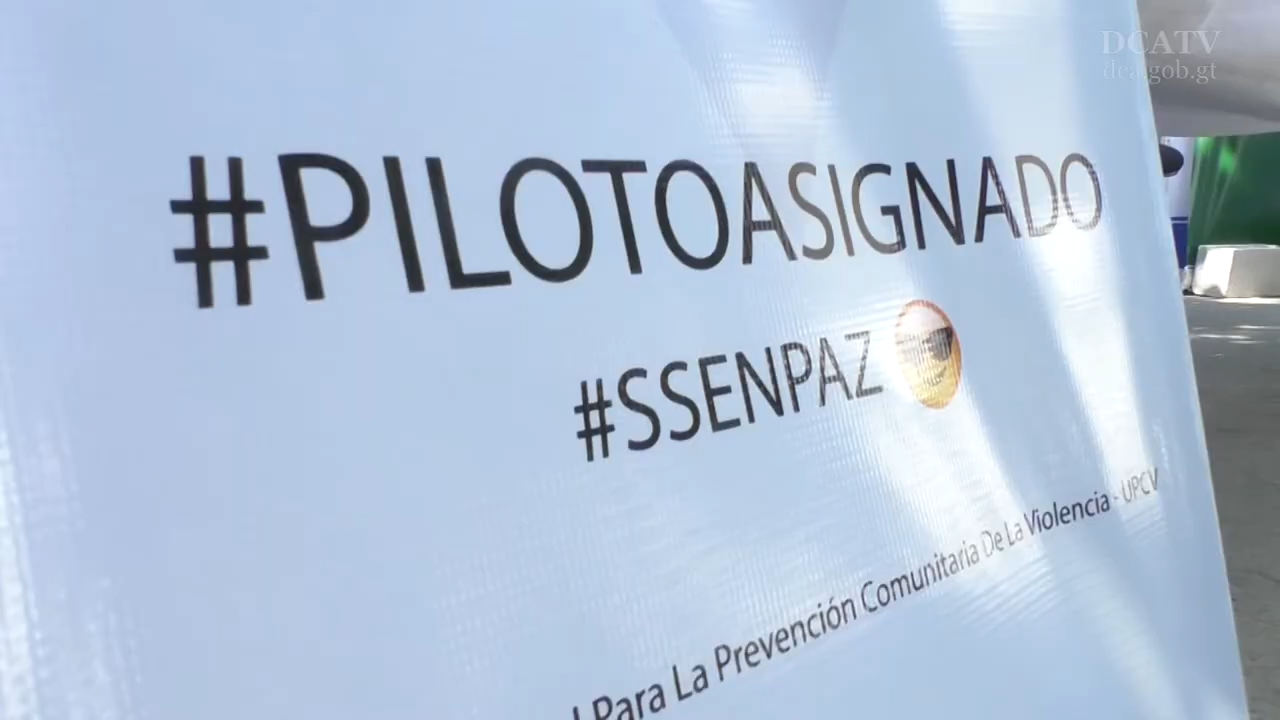 DCATV
dca.gob.gt
#PILOTOASIGNADO
#SSENPAZ
Para La Prevención Comunitaria De La Violencia - UPCV